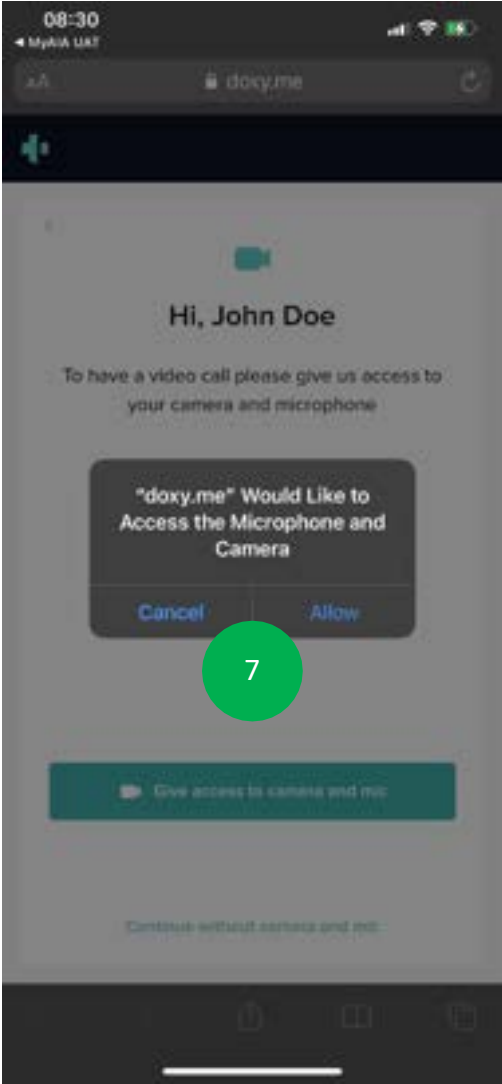 08:30
◀ MyAIA UAT
AA
doxy.me
Hi, John Doe
To have a video call please give us access to
your camera and microphone
"doxy.me" Would Like to
Access the Microphone and
Camera
Cancel
Allow
7
Give access to camera and mic
Continue without camera and mic